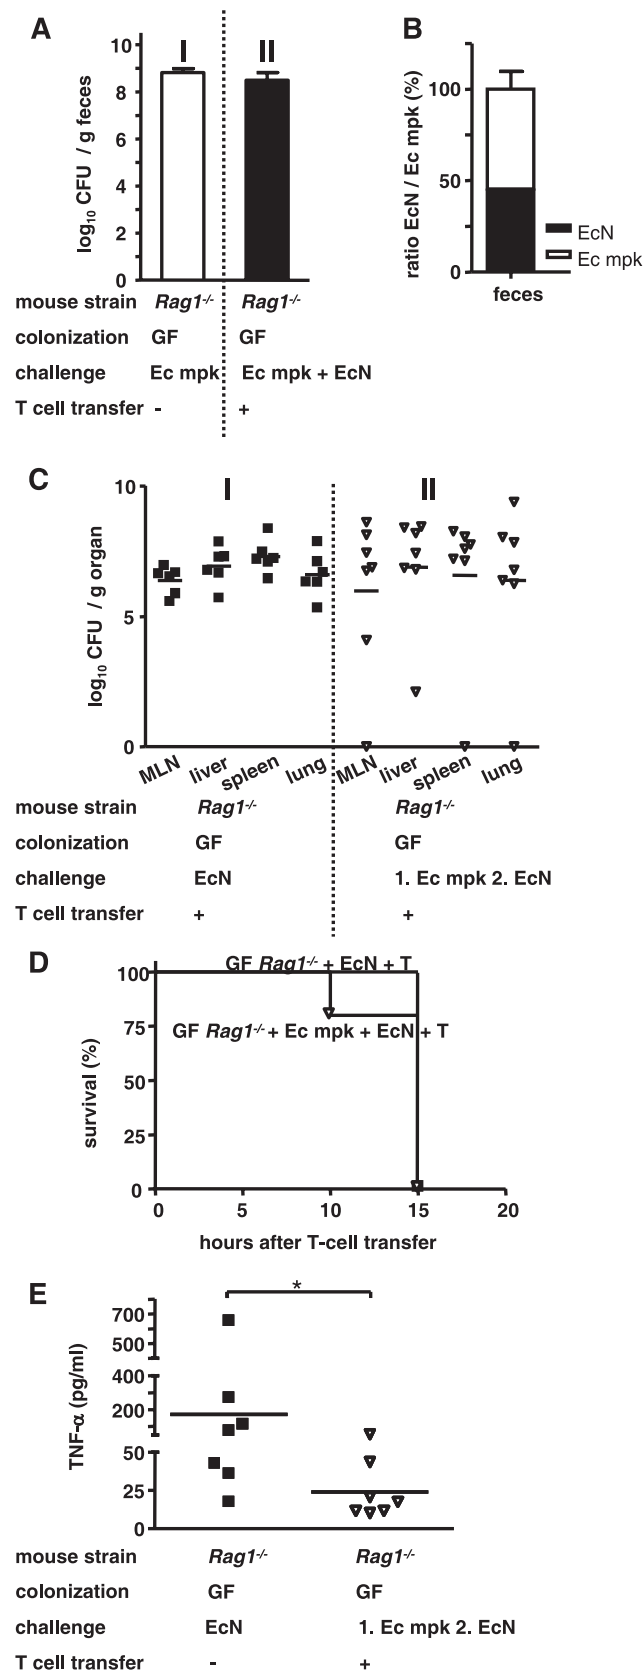 A
I II
10
8
6
4
2
0
log10 CFU / g feces
mouse strain Rag1-/- Rag1-/-
colonization GF GF
challenge Ec mpk Ec mpk + EcN
T cell transfer - +
B
100
50
0
ratio EcN / Ec mpk (%)
EcN
Ec mpk
feces
C
I II
10
5
0
log10 CFU / g organ
MLN liver spleen lung MLN liver spleen lung
mouse strain Rag1-/- Rag1-/-
colonization GF GF
challenge EcN 1. Ec mpk 2. EcN
T cell transfer + +
D
GF Rag1-/- + EcN + T
GF Rag1-/- + Ec mpk + EcN + T
100
75
50
25
0
survival (%)
0 5 10 15 20
hours after T-cell transfer
E
*
700
500
400
200
50
25
0
TNF-α (pg/ml)
mouse strain Rag1-/- Rag1-/-
colonization GF GF
challenge EcN 1. Ec mpk 2. EcN
T cell transfer - +